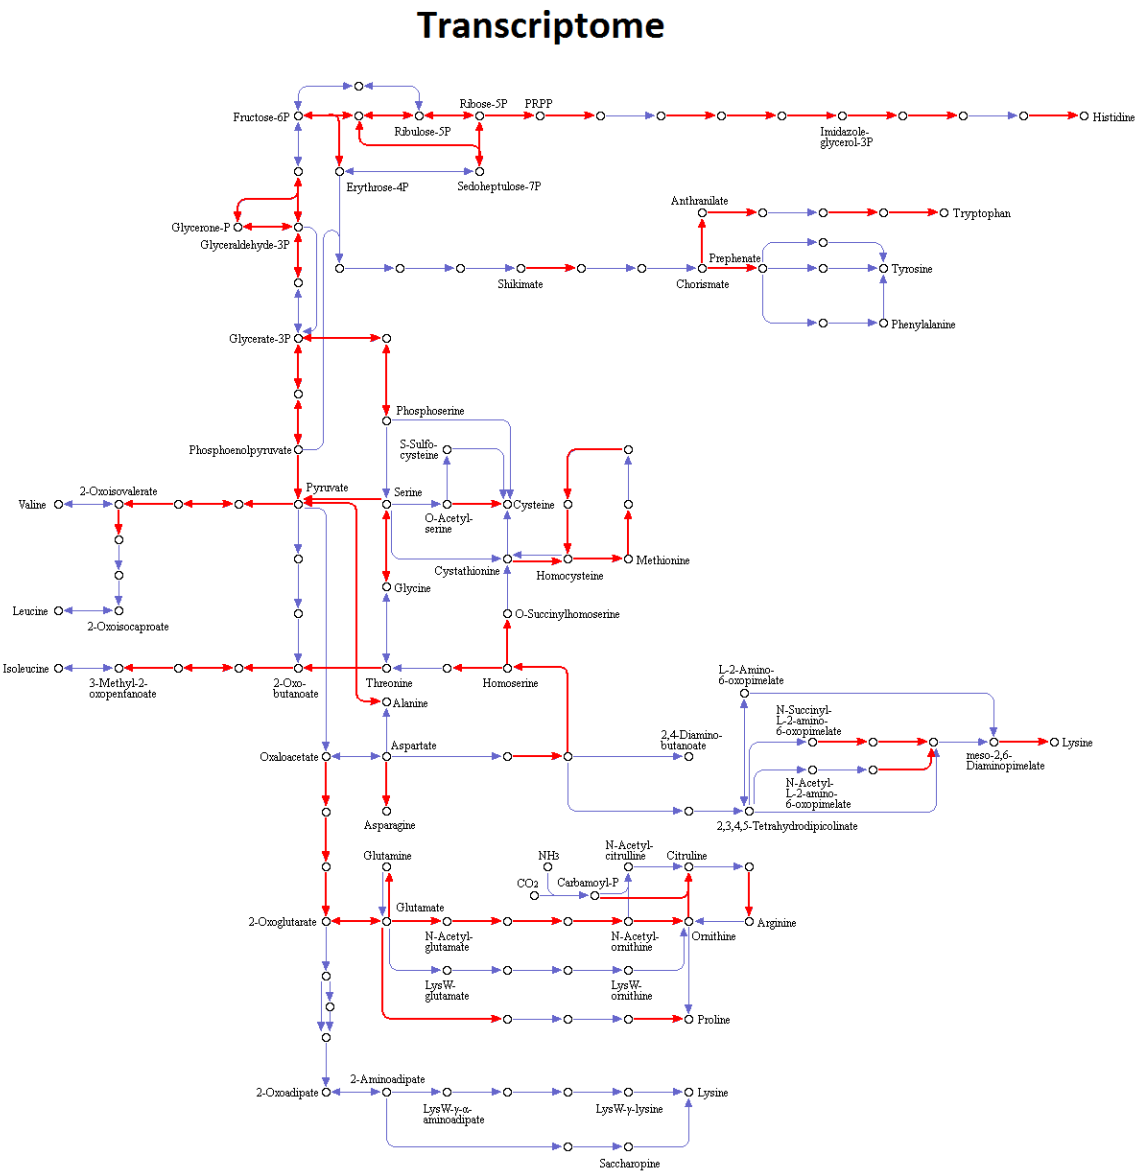 Transcriptome
Ribose-5P
PRPP
Fructose-6P
Histidine
Ribulose-5P
Imidazole-
glycerol-3P
Erythrose-4P
Sedoheptulose-7P
Anthranilate
Tryptophan
Glycerone-P
Glyceraldehyde-3P
Prephenate
Tyrosine
Shikimate
Chorismate
Phenylalanine
Glycerate-3P
Phosphoserine
S-Sulfo-
cysteine
Phosphoenolpyruvate
2-Oxoisovalerate
Pyruvate
Serine
Valine
Cysteine
O-Acetyl-
serine
Methionine
Cystathionine
Homocysteine
Glycine
Leucine
O-Succinylhomoserine
2-Oxoisocaproate
Isoleucine
3-Methyl-2-
oxopentanoate
2-Oxo-
butanoate
Threonine
Homoserine
L-2-Amino-
6-oxopimelate
Alanine
N-Succinyl-
L-2-amino-
6-oxopimelate
2,4-Diamino-
butanoate
Aspartate
Oxaloacetate
Lysine
meso-2,6-
Diaminopimelate
N-Acetyl-
L-2-amino-
6-oxopimelate
Asparagine
2,3,4,5-Tetrahydrodipicolinate
Glutamine
NH3
N-Acetyl-
citrulline
Citruline
CO2
Carbamoyl-P
Glutamate
2-Oxoglutarate
N-Acetyl-
glutamate
N-Acetyl-
ornithine
Ornithine
Arginine
LysW-
glutamate
LysW-
ornithine
Proline
2-Aminoadipate
2-Oxoadipate
Lysine
LysW-γ-α-
aminoadipate
LysW-γ-lysine
Saccharopine